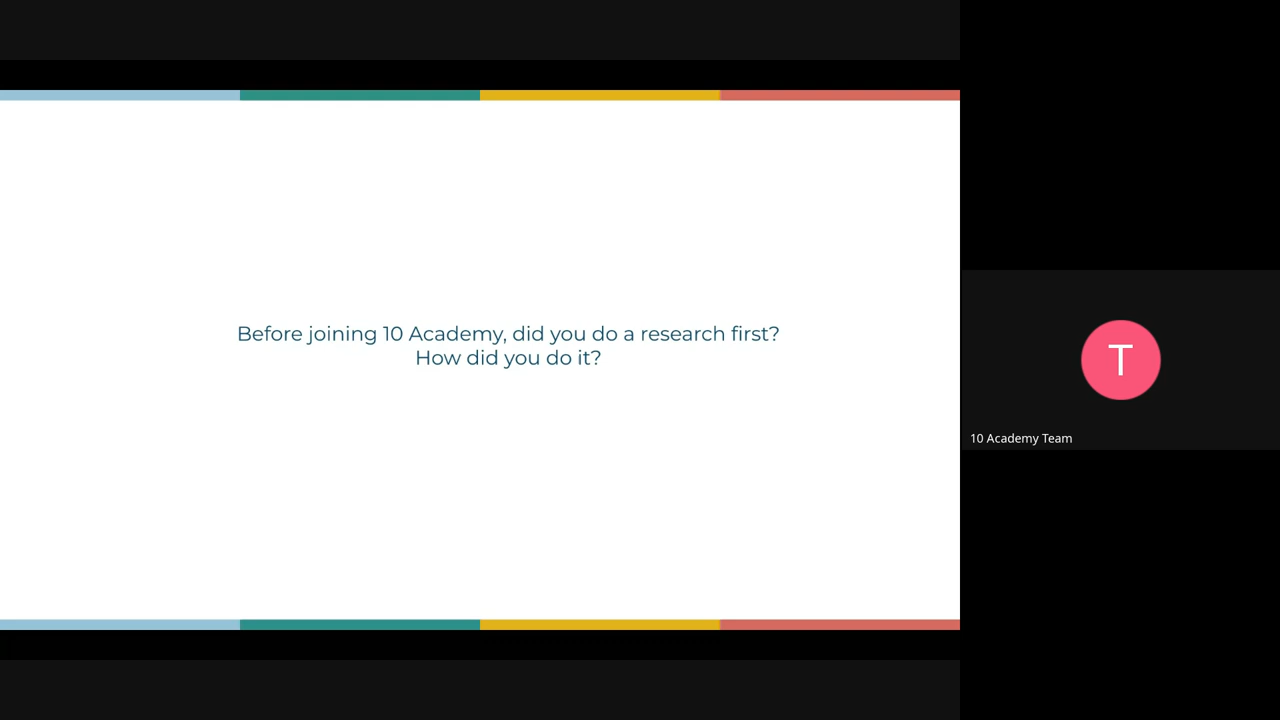 Before joining 10 Academy, did you do a research first?
How did you do it?
T
10 Academy Team